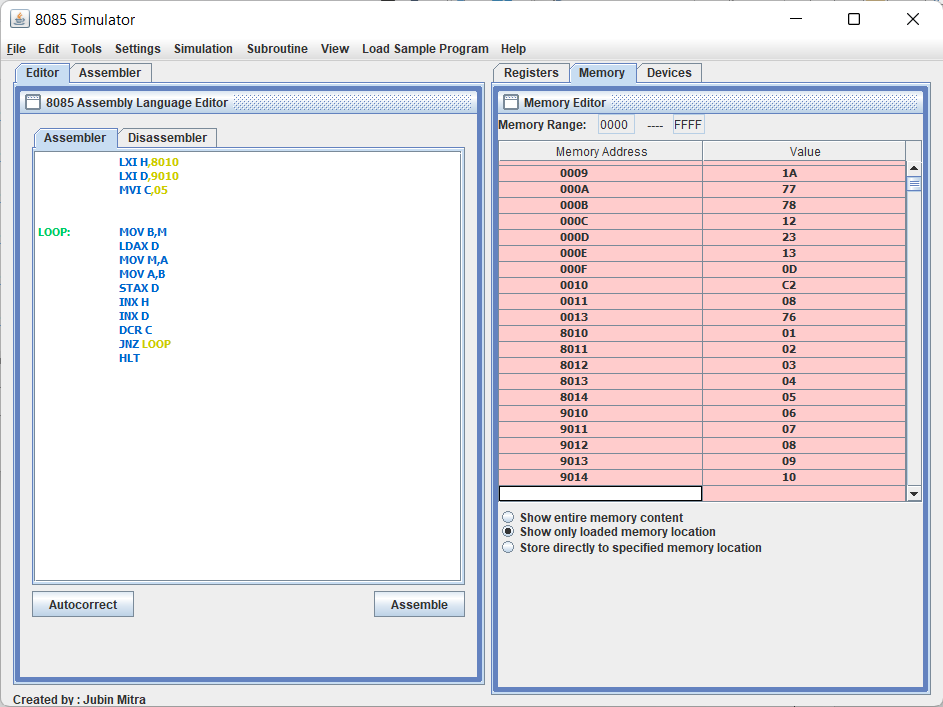 8085 Simulator
File Edit Tools Settings Simulation Subroutine View Load Sample Program Help
Editor Assembler
8085 Assembly Language Editor
Assembler Disassembler
LXI H,8010
LXI D,9010
MVI C,05
LOOP: MOV B,M
LDAX D
MOV M,A
MOV A,B
STAX D
INX H
INX D
DCR C
JNZ LOOP
HLT
Autocorrect Assemble
Created by : Jubin Mitra
Registers Memory Devices
Memory Editor
Memory Range: 0000 ---- FFFF
Memory Address Value
0009 1A
000A 77
000B 78
000C 12
000D 23
000E 13
000F 0D
0010 C2
0011 08
0013 76
8010 01
8011 02
8012 03
8013 04
8014 05
9010 06
9011 07
9012 08
9013 09
9014 10
Show entire memory content
Show only loaded memory location
Store directly to specified memory location